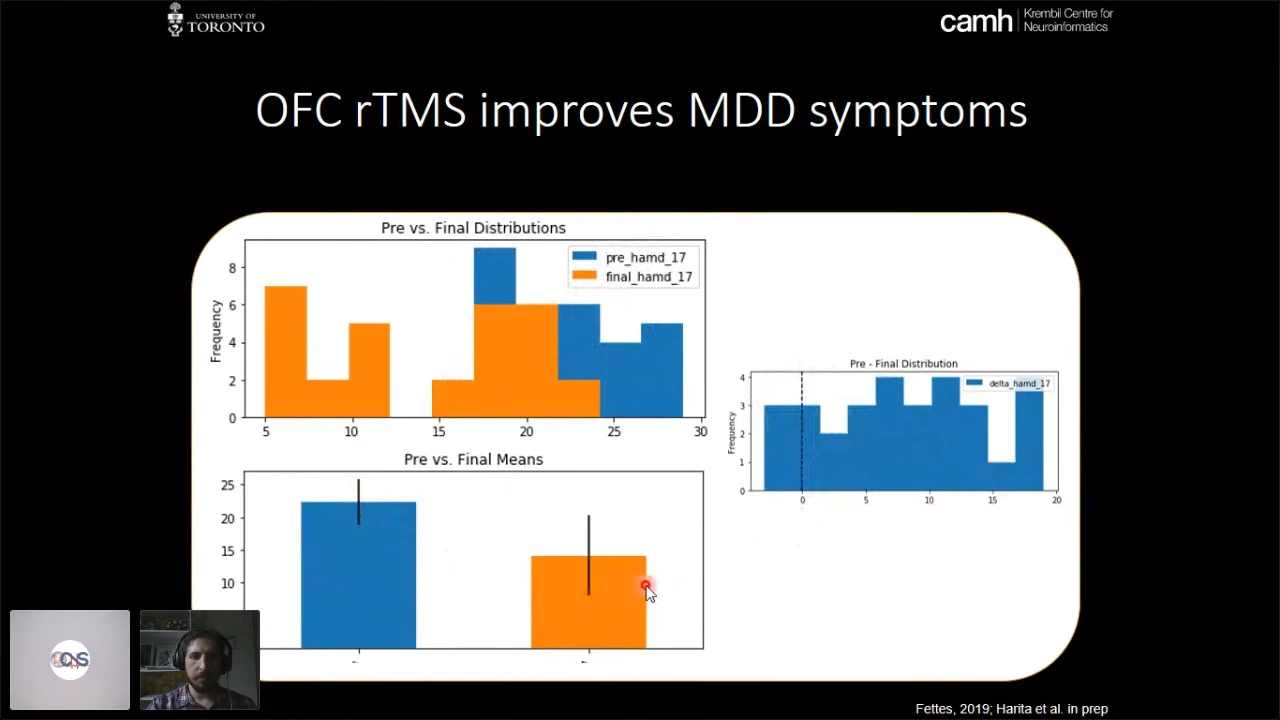 UNIVERSITY OF
TORONTO
camh
Krembil Centre for
Neuroinformatics
OFC rTMS improves MDD symptoms
Pre vs. Final Distributions
pre_hamd_17
final_hamd_17
Frequency
8
6
4
2
0
5 10 15 20 25 30
Pre vs. Final Means
25
20
15
10
Pre - Final Distribution
delta_hamd_17
Frequency
4
3
2
1
0
0 5 10 15 20
Fettes, 2019; Harita et al. in prep